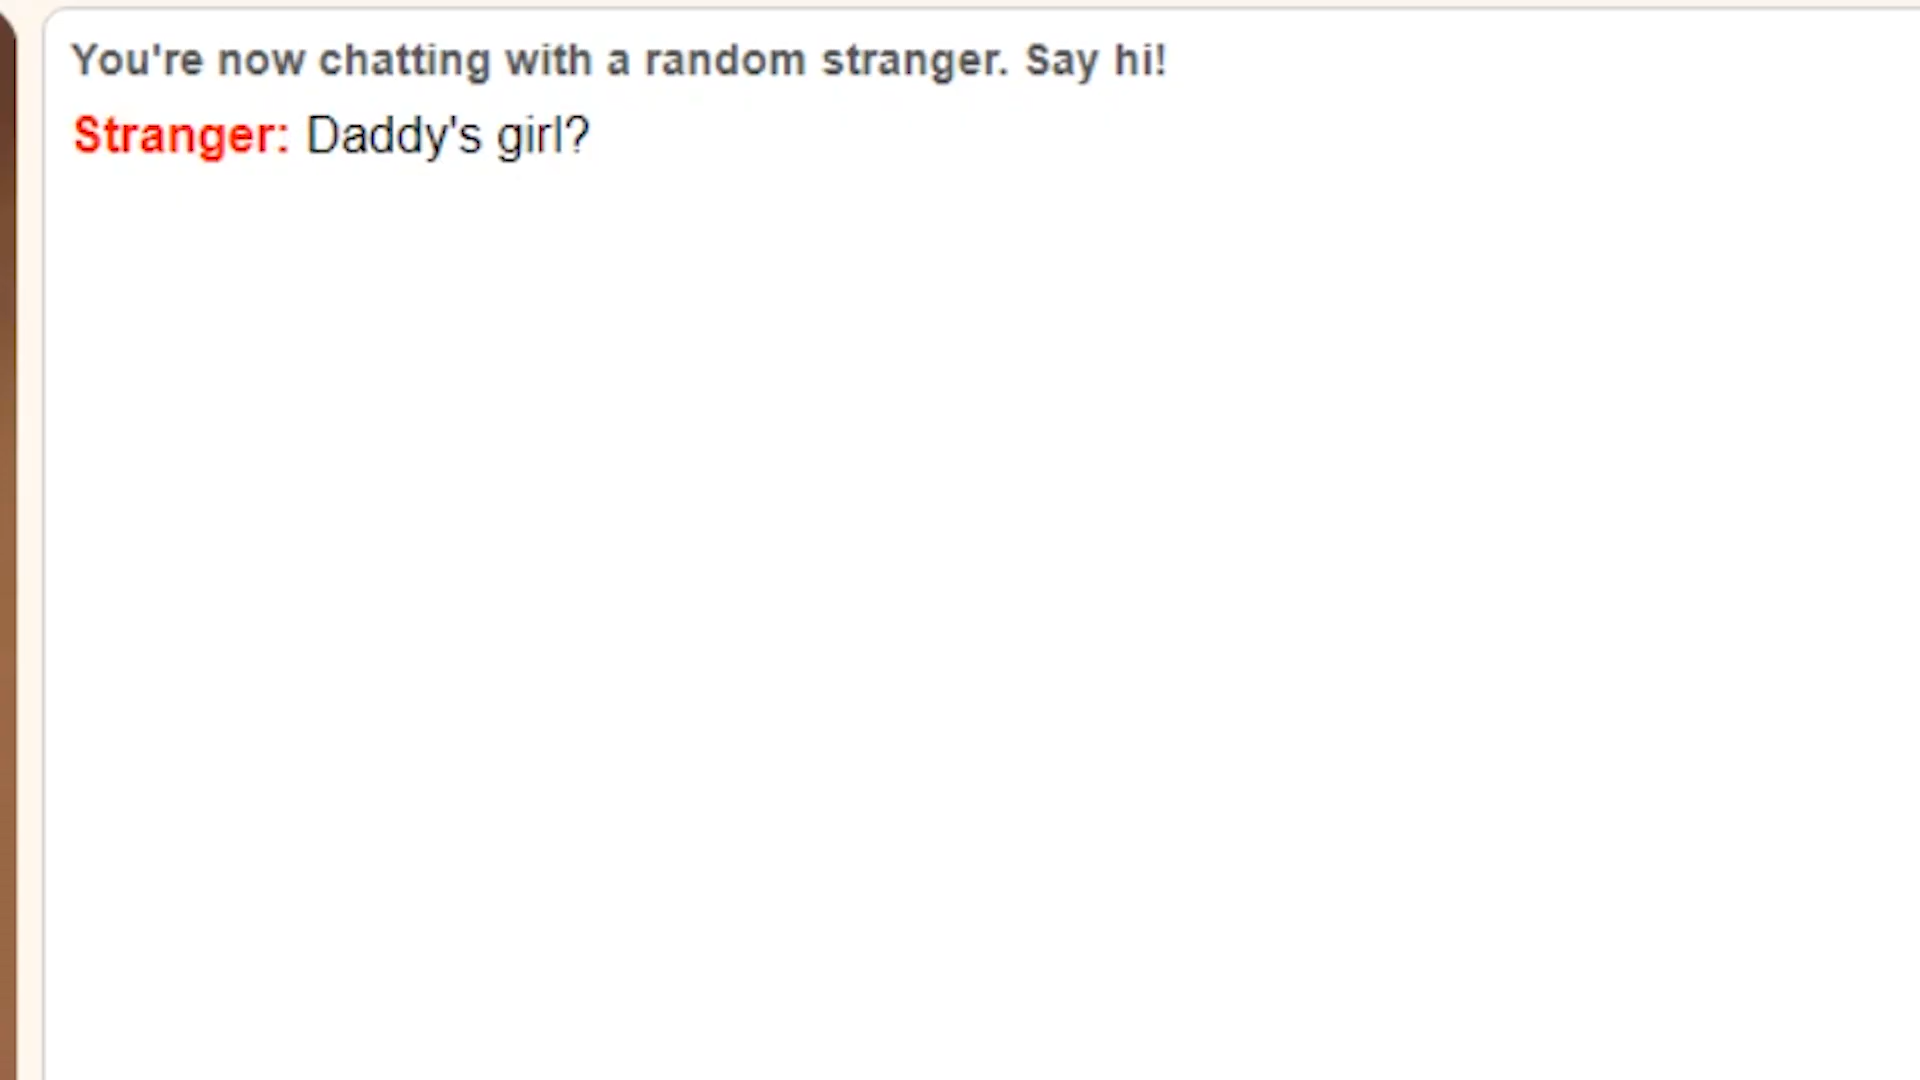 You're now chatting with a random stranger. Say hi!
Stranger: Daddy's girl?